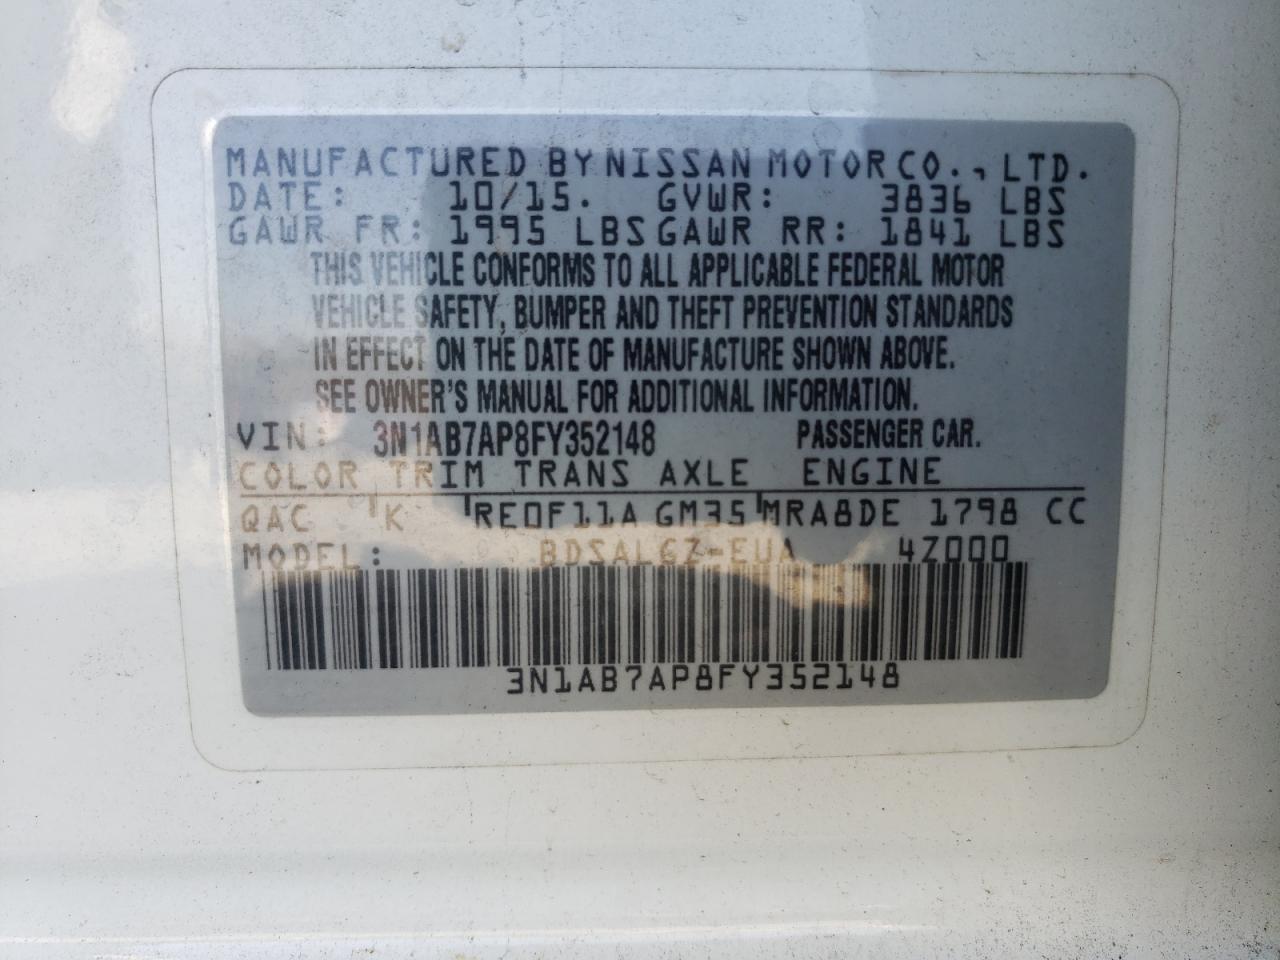 MANUFACTURED BY NISSAN MOTOR CO., LTD.
DATE: 10/15. GVWR: 3836 LBS
GAWR FR: 1995 LBS GAWR RR: 1841 LBS
THIS VEHICLE CONFORMS TO ALL APPLICABLE FEDERAL MOTOR
VEHICLE SAFETY, BUMPER AND THEFT PREVENTION STANDARDS
IN EFFECT ON THE DATE OF MANUFACTURE SHOWN ABOVE.
SEE OWNER'S MANUAL FOR ADDITIONAL INFORMATION.
VIN: 3N1AB7AP8FY352148 PASSENGER CAR.
COLOR TRIM TRANS AXLE ENGINE
QAC K RE0F11A GM35 MRA8DE 1798 CC
MODEL: BDSALGZ-EUA 4Z000
3N1AB7AP8FY352148